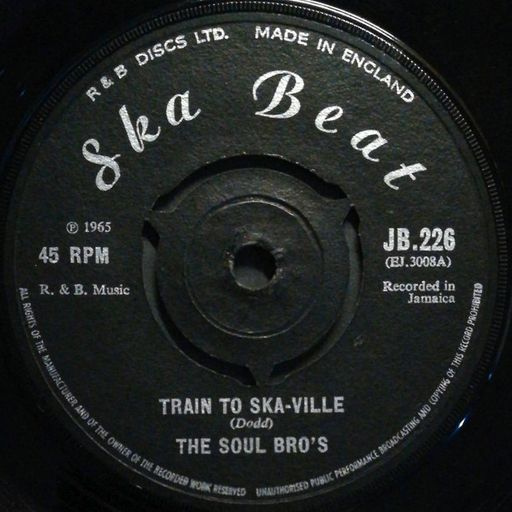 R & B DISCS LTD. MADE IN ENGLAND
Ska Beat
℗ 1965
45 RPM
R. & B. Music
JB.226
(EJ.3008A)
Recorded in
Jamaica
TRAIN TO SKA-VILLE
(Dodd)
THE SOUL BRO'S
ALL RIGHTS OF THE MANUFACTURER AND OF THE OWNER OF THE RECORDED WORK RESERVED UNAUTHORISED PUBLIC PERFORMANCE BROADCASTING AND COPYING OF THIS RECORD PROHIBITED